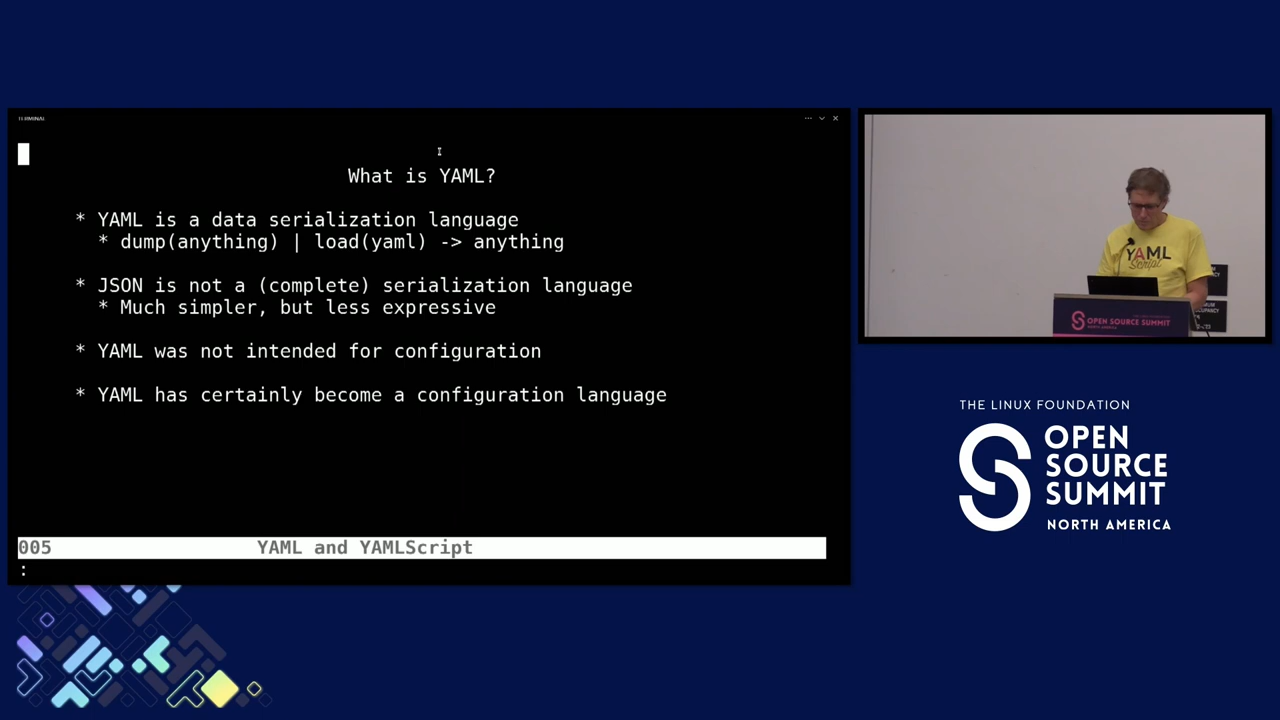 TERMINAL
What is YAML?
* YAML is a data serialization language
* dump(anything) | load(yaml) -> anything
* JSON is not a (complete) serialization language
* Much simpler, but less expressive
* YAML was not intended for configuration
* YAML has certainly become a configuration language
005 YAML and YAMLScript
:
YAML
Script
OPEN SOURCE SUMMIT
NORTH AMERICA
THE LINUX FOUNDATION
OPEN
SOURCE
SUMMIT
NORTH AMERICA